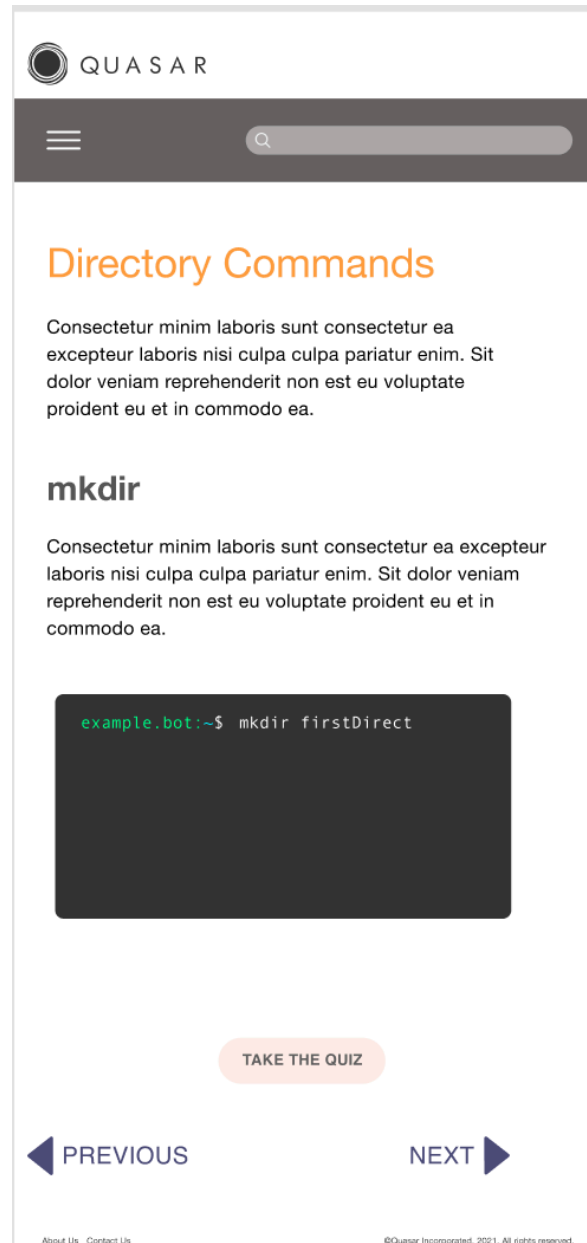 QUASAR
Directory Commands
Consectetur minim laboris sunt consectetur ea
excepteur laboris nisi culpa culpa pariatur enim. Sit
dolor veniam reprehenderit non est eu voluptate
proident eu et in commodo ea.
mkdir
Consectetur minim laboris sunt consectetur ea excepteur
laboris nisi culpa culpa pariatur enim. Sit dolor veniam
reprehenderit non est eu voluptate proident eu et in
commodo ea.
example.bot:~$ mkdir firstDirect
TAKE THE QUIZ
PREVIOUS NEXT
About Us Contact Us ©Quasar Incorporated, 2021. All rights reserved.